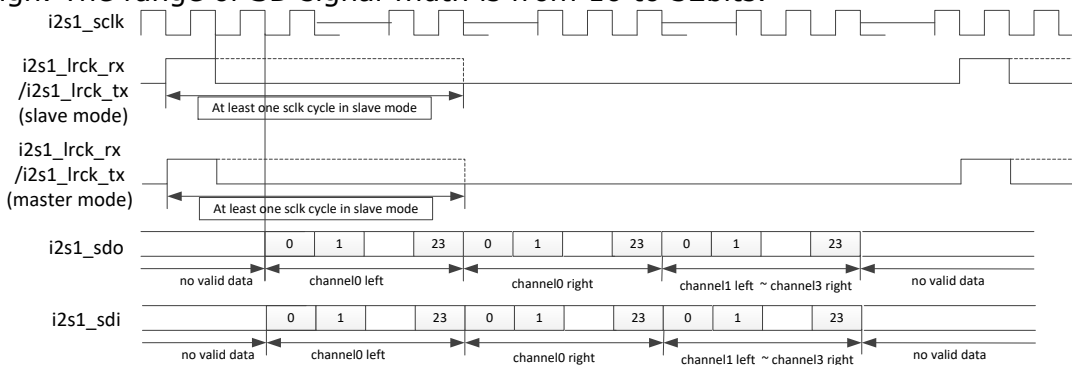 i2s1_sclk
i2s1_lrck_rx
/i2s1_lrck_tx
(slave mode)
At least one sclk cycle in slave mode
i2s1_lrck_rx
/i2s1_lrck_tx
(master mode)
At least one sclk cycle in slave mode
i2s1_sdo
0 1 23 0 1 23 0 1 23
no valid data channel0 left channel0 right channel1 left ~ channel3 right no valid data
i2s1_sdi
0 1 23 0 1 23 0 1 23
no valid data channel0 left channel0 right channel1 left ~ channel3 right no valid data